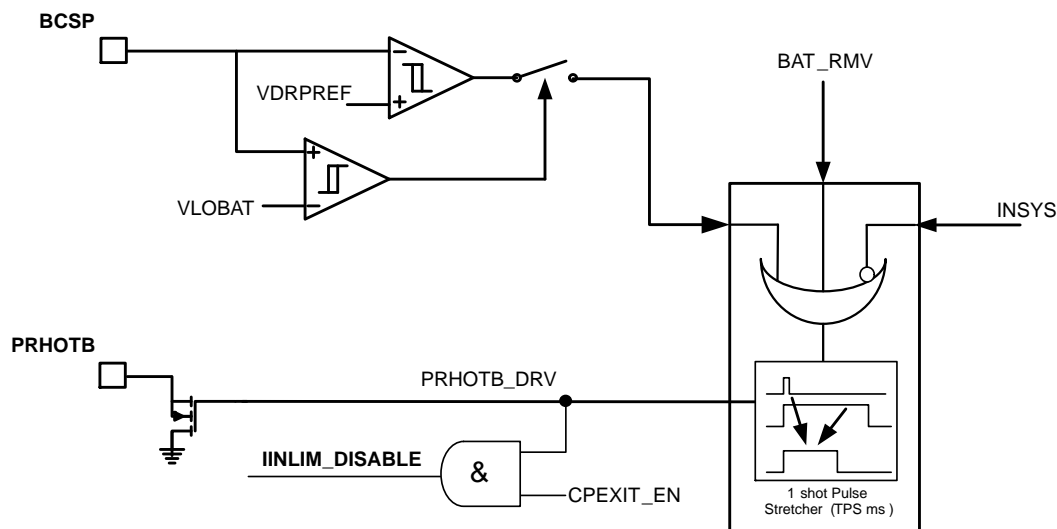 BCSP
BAT_RMV
VDRPREF
VLOBAT
INSYS
PRHOTB
PRHOTB_DRV
IINLIM_DISABLE
&
CPEXIT_EN
1 shot Pulse
Stretcher (TPS ms )